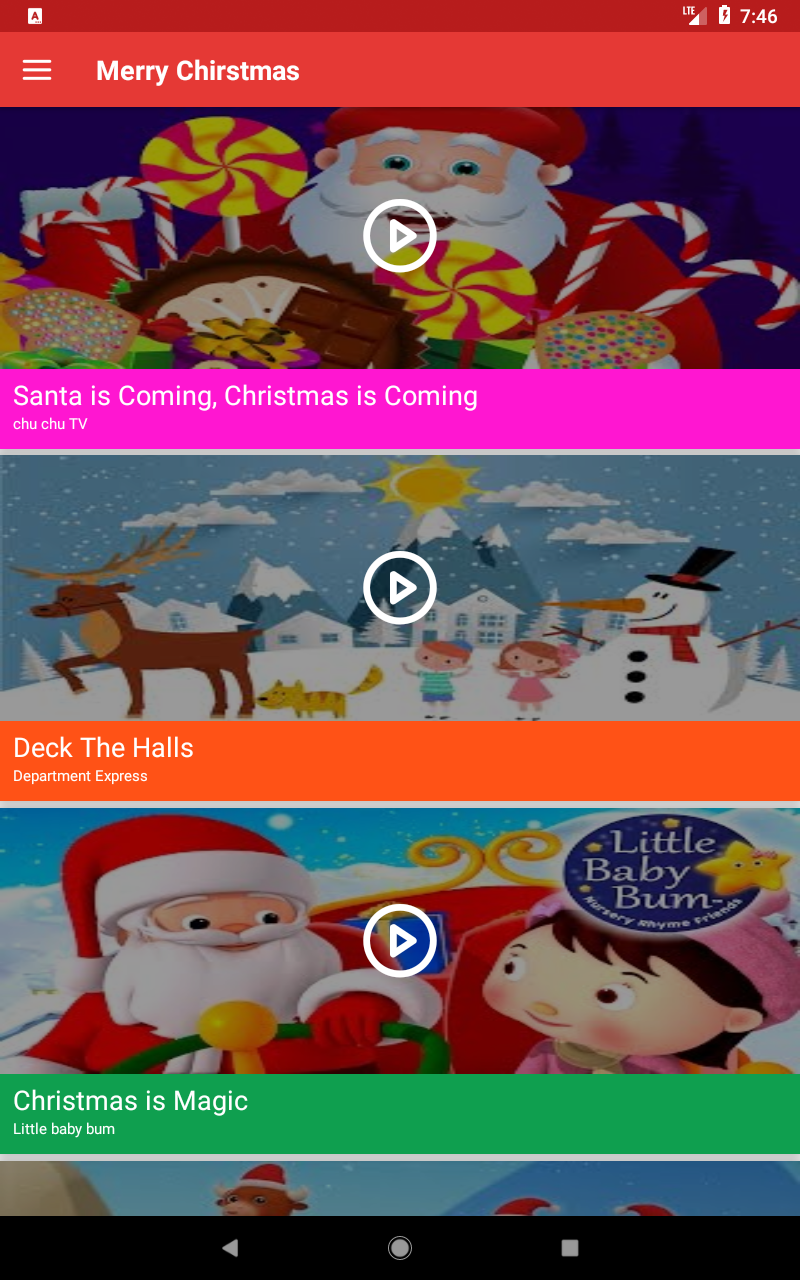 LTE 7:46
Merry Chirstmas
Santa is Coming, Christmas is Coming
chu chu TV
Deck The Halls
Department Express
Little
Baby
Bum
Nursery Rhyme Friends
Christmas is Magic
Little baby bum